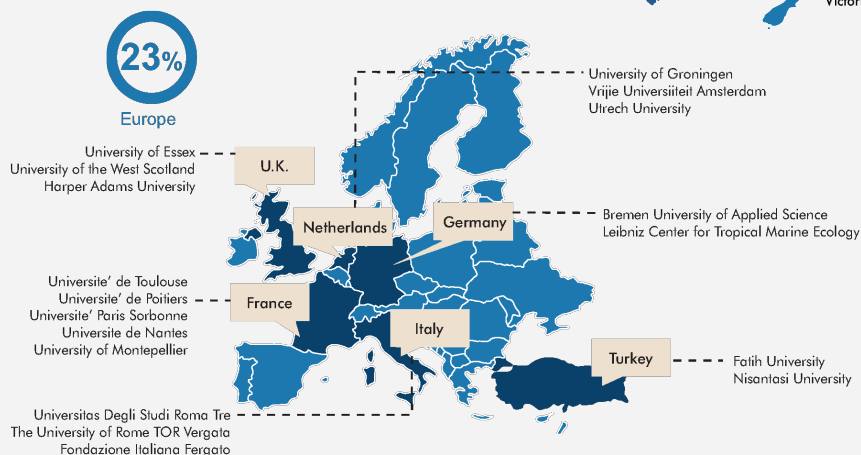 Victor
23%
Europe
University of Groningen
Vrijie Universiiteit Amsterdam
Utrech University
University of Essex
University of the West Scotland
Harper Adams University
U.K.
Netherlands
Germany
Bremen University of Applied Science
Leibniz Center for Tropical Marine Ecology
Universite' de Toulouse
Universite' de Poitiers
Universite' Paris Sorbonne
Universite de Nantes
University of Montepellier
France
Italy
Turkey
Fatih University
Nisantasi University
Universitas Degli Studi Roma Tre
The University of Rome TOR Vergata
Fondazione Italiana Fergato